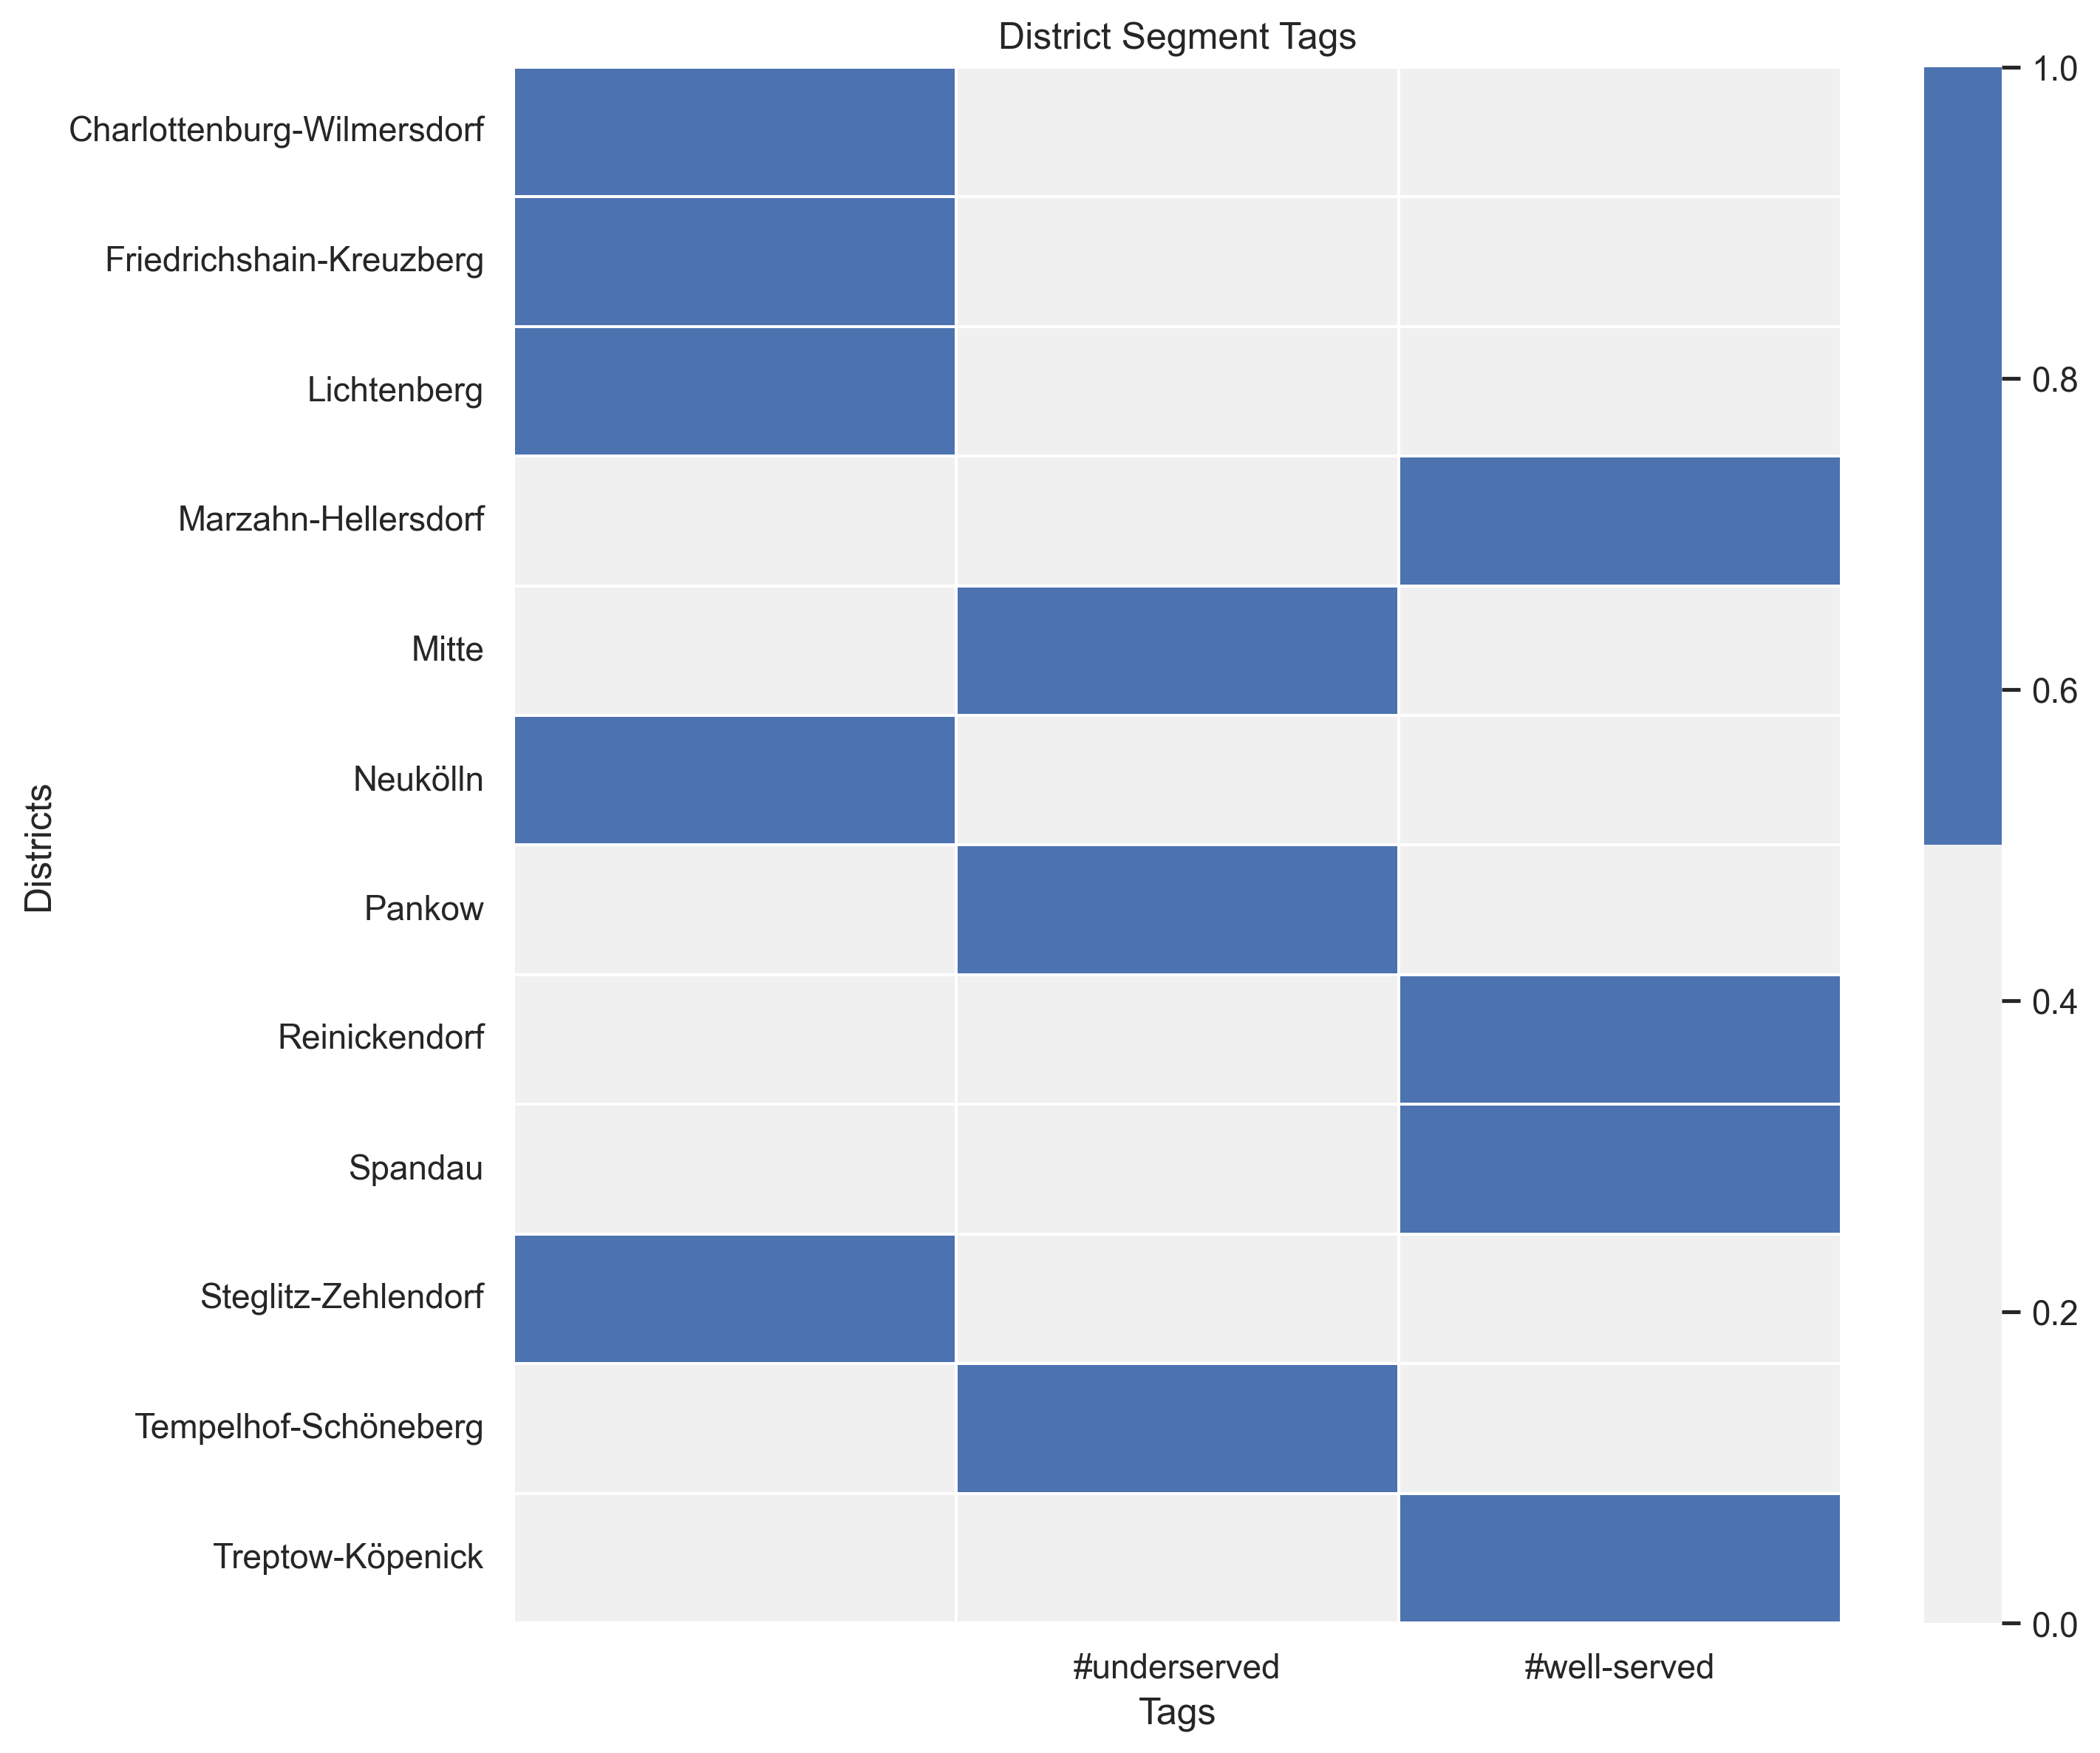 District Segment Tags
Charlottenburg-Wilmersdorf
Friedrichshain-Kreuzberg
Lichtenberg
Marzahn-Hellersdorf
Mitte
Neukölln
Pankow
Reinickendorf
Spandau
Steglitz-Zehlendorf
Tempelhof-Schöneberg
Treptow-Köpenick
Districts
#underserved #well-served
Tags
1.0
0.8
0.6
0.4
0.2
0.0